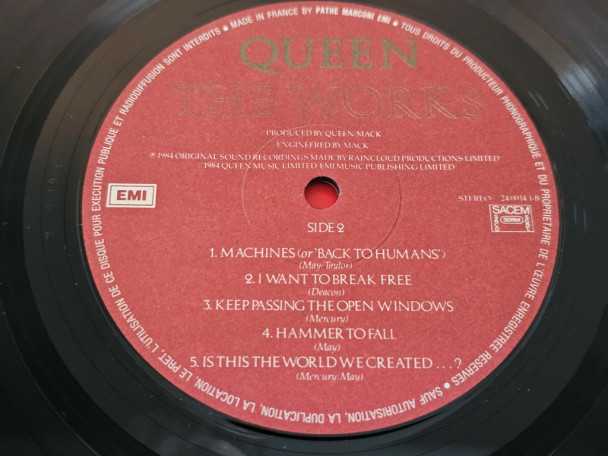 MADE IN FRANCE BY PATHE MARCONI EMI • TOUS DROITS DU PRODUCTEUR PHONOGRAPHIQUE ET DU PROPRIETAIRE DE L'ŒUVRE ENREGISTREE RESERVES • SAUF AUTORISATION, LA DUPLICATION, LA LOCATION, LE PRET, L'UTILISATION DE CE DISQUE POUR EXECUTION PUBLIQUE ET RADIODIFFUSION SONT INTERDITS •
QUEEN
THE WORKS
PRODUCED BY QUEEN/MACK
ENGINEERED BY MACK
℗ 1984 ORIGINAL SOUND RECORDINGS MADE BY RAINCLOUD PRODUCTIONS LIMITED
© 1984 QUEEN MUSIC LIMITED/EMI MUSIC PUBLISHING LIMITED
EMI
STEREO
SACEM
SIDE 2
1. MACHINES (or 'BACK TO HUMANS')
(May/Taylor)
2. I WANT TO BREAK FREE
(Deacon)
3. KEEP PASSING THE OPEN WINDOWS
(Mercury)
4. HAMMER TO FALL
(May)
5. IS THIS THE WORLD WE CREATED . . . ?
(Mercury/May)